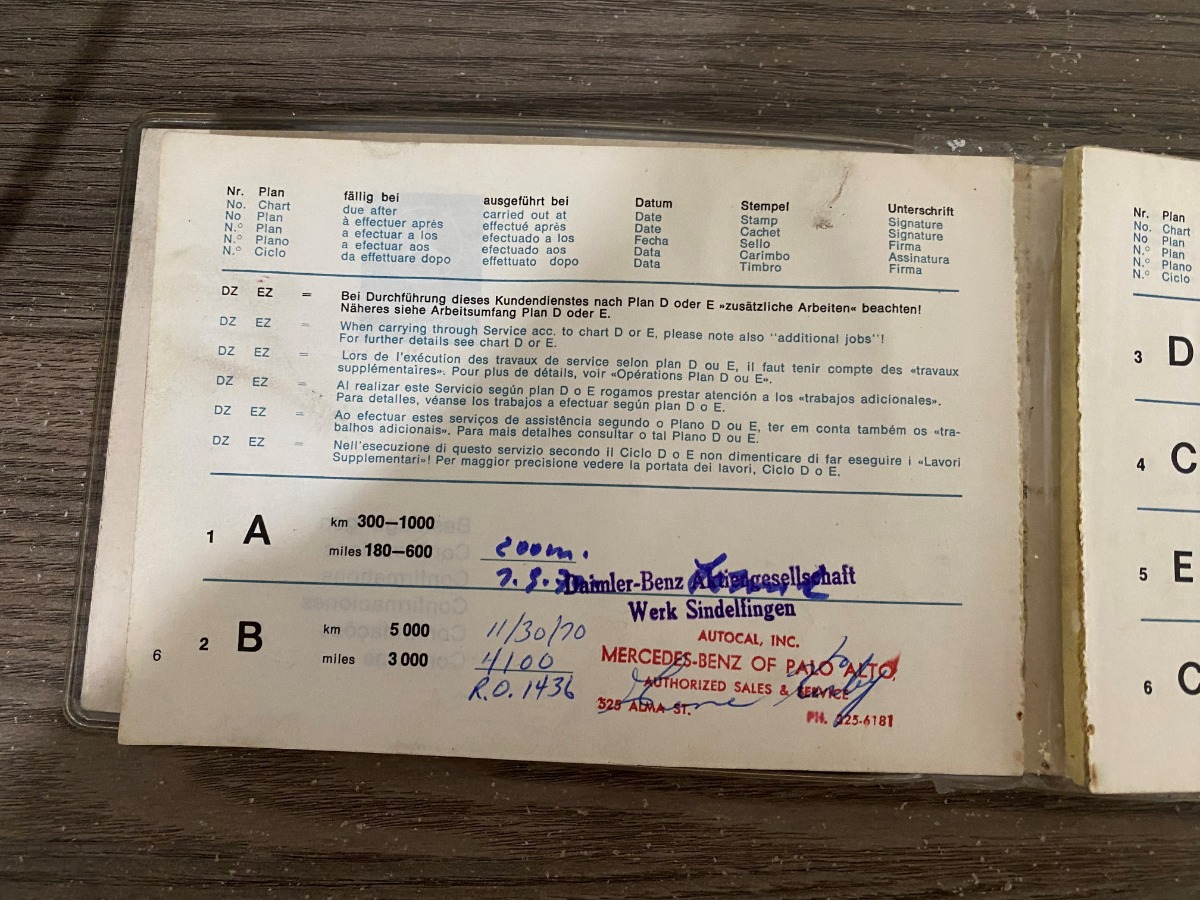 Nr. Plan fällig bei ausgeführt bei Datum Stempel Unterschrift
No. Chart due after carried out at Date Stamp Signature
No Plan à effectuer après effectué après Date Cachet Signature
N.° Plan a efectuar a los efectuado a los Fecha Sello Firma
N.° Plano a efectuar aos efectuado aos Data Carimbo Assinatura
N.° Ciclo da effettuare dopo effettuato dopo Data Timbro Firma
DZ EZ = Bei Durchführung dieses Kundendienstes nach Plan D oder E »zusätzliche Arbeiten« beachten!
Näheres siehe Arbeitsumfang Plan D oder E.
DZ EZ = When carrying through Service acc. to chart D or E, please note also "additional jobs"!
For further details see chart D or E.
DZ EZ = Lors de l'exécution des travaux de service selon plan D ou E, il faut tenir compte des «travaux
supplémentaires». Pour plus de détails, voir «Opérations Plan D ou E».
DZ EZ = Al realizar este Servicio según plan D o E rogamos prestar atención a los «trabajos adicionales».
Para detalles, véanse los trabajos a efectuar según plan D o E.
DZ EZ = Ao efectuar estes serviços de assistência segundo o Plano D ou E, ter em conta também os «tra-
balhos adicionais». Para mais detalhes consultar o tal Plano D ou E.
DZ EZ = Nell'esecuzione di questo servizio secondo il Ciclo D o E non dimenticare di far eseguire i «Lavori
Supplementari»! Per maggior precisione vedere la portata dei lavori, Ciclo D o E.
1 A km 300—1000
miles 180—600 200m.
Daimler-Benz Aktiengesellschaft
Werk Sindelfingen
2 B km 5 000 11/30/70
miles 3 000 4100
R.O. 1436
AUTOCAL, INC.
MERCEDES-BENZ OF PALO ALTO,
AUTHORIZED SALES & SERVICE
525 ALMA ST.
PH. 325-6181
6
Nr. Plan
No. Chart
No Plan
N.° Plan
N.° Plano
N.° Ciclo
3 D
4 C
5 E
6 C